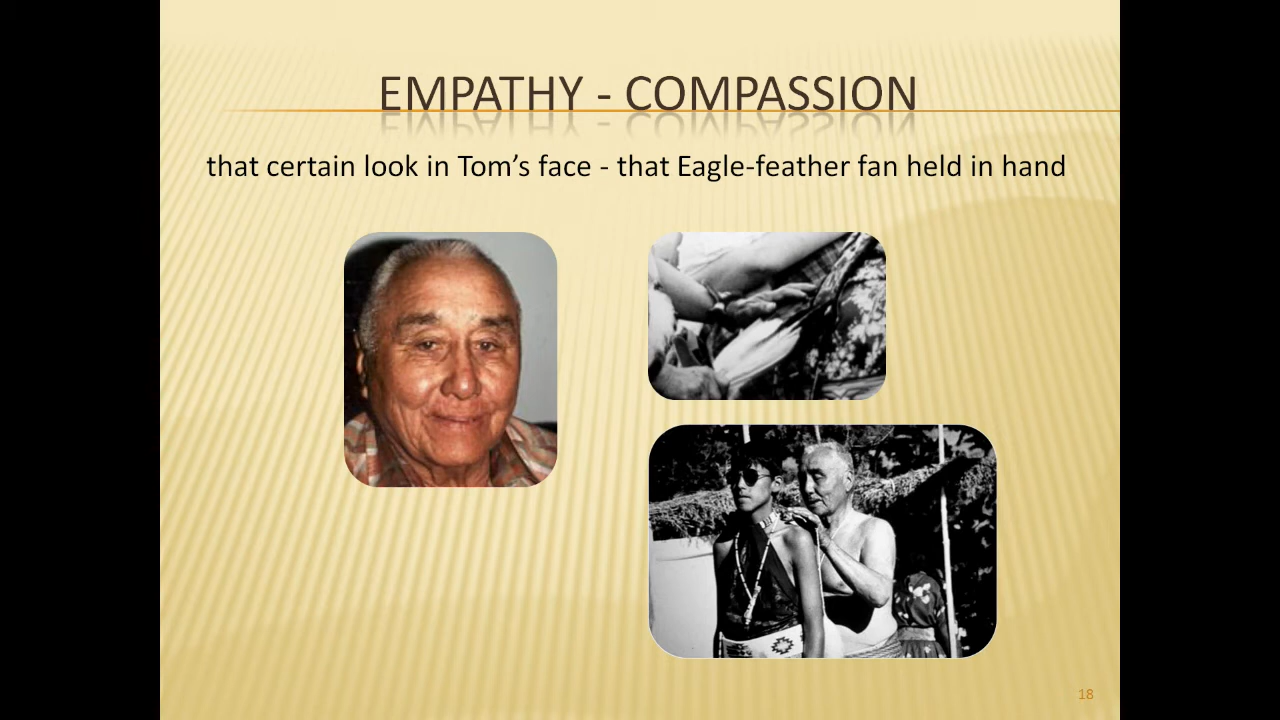 EMPATHY - COMPASSION
that certain look in Tom’s face - that Eagle-feather fan held in hand
18